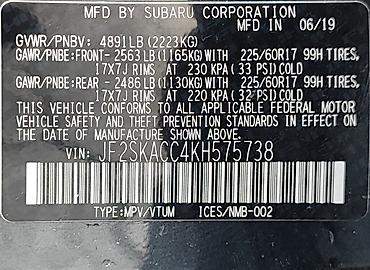 MFD BY SUBARU CORPORATION
MFD IN 06/19
GVWR/PNBV: 4891LB (2223KG)
GAWR/PNBE:FRONT- 2563LB(1165KG)WITH 225/60R17 99H TIRES,
17X7J RIMS AT 230 KPA(33 PSI)COLD
GAWR/PNBE:REAR -2486LB(1130KG)WITH 225/60R17 99H TIRES,
17X7J RIMS AT 220 KPA(32 PSI)COLD
THIS VEHICLE CONFORMS TO ALL APPLICABLE FEDERAL MOTOR
VEHICLE SAFETY AND THEFT PREVENTION STANDARDS IN EFFECT
ON THE DATE OF MANUFACTURE SHOWN ABOVE.
VIN: JF2SKACC4KH575738
TYPE:MPV/VTUM ICES/NMB-002